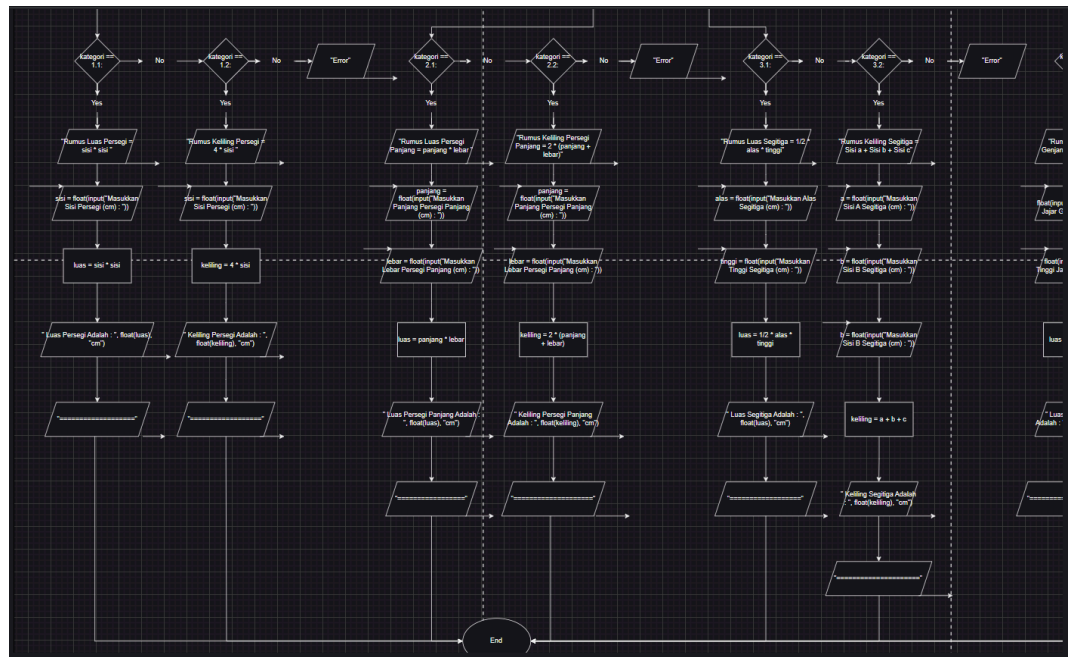 kategori ==
1.1:
No
kategori ==
1.2:
No
"Error"
kategori ==
2.1:
No
kategori ==
2.2:
No
"Error"
kategori ==
3.1:
No
kategori ==
3.2:
No
"Error"
Yes
Yes
Yes
Yes
Yes
Yes
"Rumus Luas Persegi =
sisi * sisi "
"Rumus Keliling Persegi =
4 * sisi "
"Rumus Luas Persegi
Panjang = panjang * lebar "
"Rumus Keliling Persegi
Panjang = 2 * (panjang +
lebar)"
"Rumus Luas Segitiga = 1/2 *
alas * tinggi"
"Rumus Keliling Segitiga =
Sisi a + Sisi b + Sisi c"
"Ru
Genjan
sisi = float(input("Masukkan
Sisi Persegi (cm) : "))
sisi = float(input("Masukkan
Sisi Persegi (cm) : "))
panjang =
float(input("Masukkan
Panjang Persegi Panjang
(cm) : "))
panjang =
float(input("Masukkan
Panjang Persegi Panjang
(cm) : "))
alas = float(input("Masukkan Alas
Segitiga (cm) : "))
a = float(input("Masukkan
Sisi A Segitiga (cm) : "))
float(inpu
Jajar G
luas = sisi * sisi
keliling = 4 * sisi
lebar = float(input("Masukkan
Lebar Persegi Panjang (cm) : "))
lebar = float(input("Masukkan
Lebar Persegi Panjang (cm) : "))
tinggi = float(input("Masukkan
Tinggi Segitiga (cm) : "))
b = float(input("Masukkan
Sisi B Segitiga (cm) : "))
Tinggi Ja
" Luas Persegi Adalah : ", float(luas),
"cm")
" Keliling Persegi Adalah : ",
float(keliling), "cm")
luas = panjang * lebar
keliling = 2 * (panjang
+ lebar)
luas = 1/2 * alas *
tinggi
b = float(input("Masukkan
Sisi B Segitiga (cm) : "))
luas
"=================="
"=================="
" Luas Persegi Panjang Adalah :
", float(luas), "cm")
" Keliling Persegi Panjang
Adalah : ", float(keliling), "cm")
" Luas Segitiga Adalah : ",
float(luas), "cm")
keliling = a + b + c
" Luas
Adalah :
"================="
"================="
"=================="
" Keliling Segitiga Adalah
: ", float(keliling), "cm")
"=====
"====================="
End